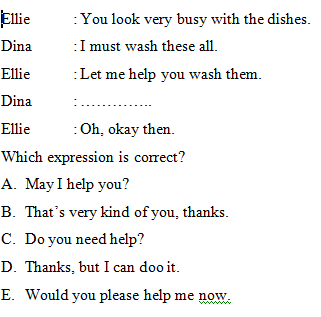 Ellie : You look very busy with the dishes.
Dina : I must wash these all.
Ellie : Let me help you wash them.
Dina : …………..
Ellie : Oh, okay then.
Which expression is correct?
A. May I help you?
B. That's very kind of you, thanks.
C. Do you need help?
D. Thanks, but I can doo it.
E. Would you please help me now.